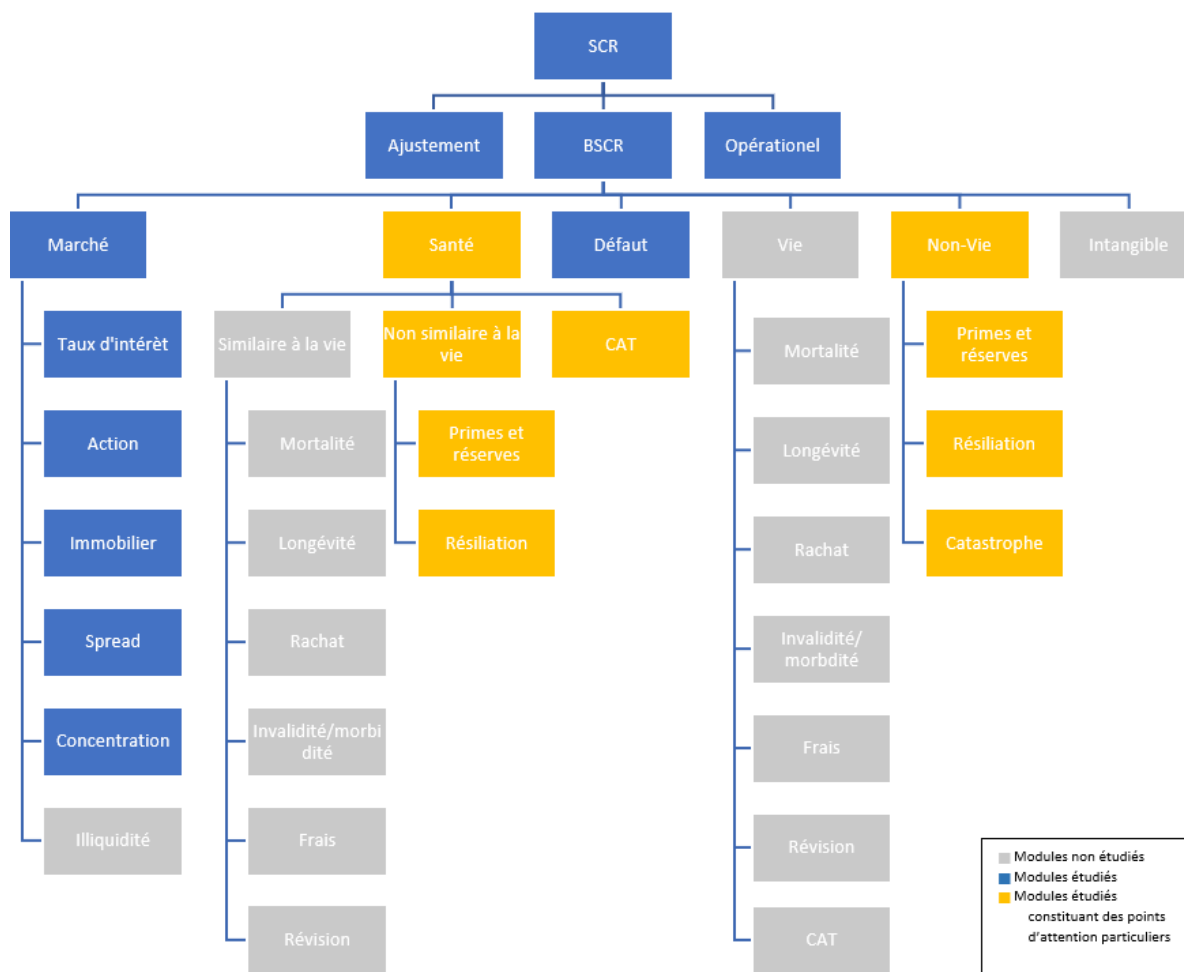 SCR
Ajustement
BSCR
Opérationel
Marché
Santé
Défaut
Vie
Non-Vie
Intangible
Taux d'intérèt
Similaire à la vie
Non similaire à la
vie
CAT
Mortalité
Primes et
réserves
Action
Mortalité
Primes et
réserves
Longévité
Résiliation
Immobilier
Longévité
Résiliation
Rachat
Catastrophe
Spread
Rachat
Invalidité/
morbdité
Concentration
Invalidité/morbi
dité
Frais
Illiquidité
Frais
Révision
Révision
CAT
Modules non étudiés
Modules étudiés
Modules étudiés
constituant des points
d'attention particuliers